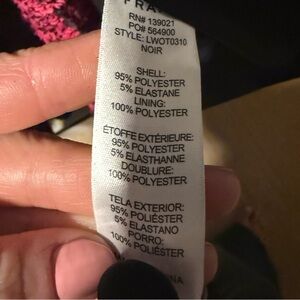 RN# 139021
PO# 564900
STYLE: LWOT0310
NOIR
SHELL:
95% POLYESTER
5% ELASTANE
LINING:
100% POLYESTER
ÉTOFFE EXTÉRIEURE:
95% POLYESTER
5% ELASTHANNE
DOUBLURE:
100% POLYESTER
TELA EXTERIOR:
95% POLIÉSTER
5% ELASTANO
PORRO:
100% POLIÉSTER